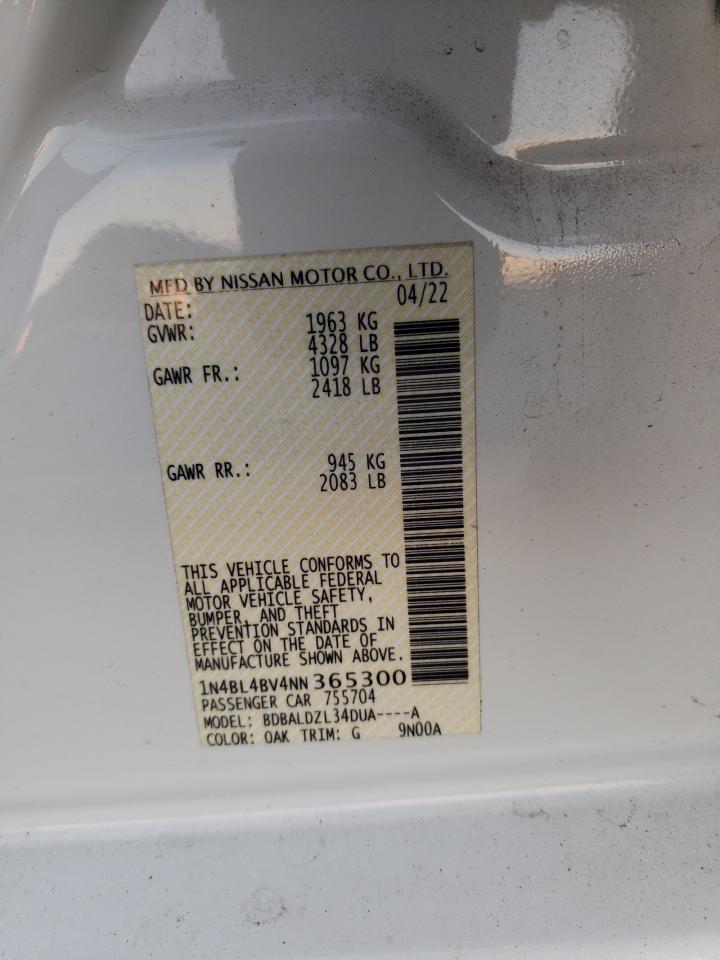 MFD BY NISSAN MOTOR CO., LTD.
DATE: 04/22
GVWR: 1963 KG
4328 LB
GAWR FR.: 1097 KG
2418 LB
GAWR RR.: 945 KG
2083 LB
THIS VEHICLE CONFORMS TO
ALL APPLICABLE FEDERAL
MOTOR VEHICLE SAFETY,
BUMPER, AND THEFT
PREVENTION STANDARDS IN
EFFECT ON THE DATE OF
MANUFACTURE SHOWN ABOVE.
1N4BL4BV4NN365300
PASSENGER CAR 755704
MODEL: BDBALDZL34DUA----A
COLOR: OAK TRIM: G 9N00A